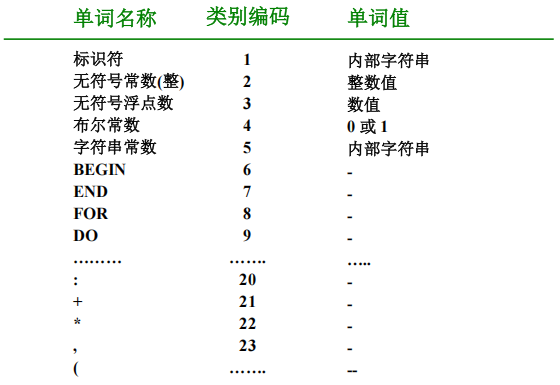 单词名称 类别编码 单词值
标识符 1 内部字符串
无符号常数(整) 2 整数值
无符号浮点数 3 数值
布尔常数 4 0 或 1
字符串常数 5 内部字符串
BEGIN 6 -
END 7 -
FOR 8 -
DO 9 -
……… ……. …..
: 20 -
+ 21 -
* 22 -
, 23 -
( ……. --